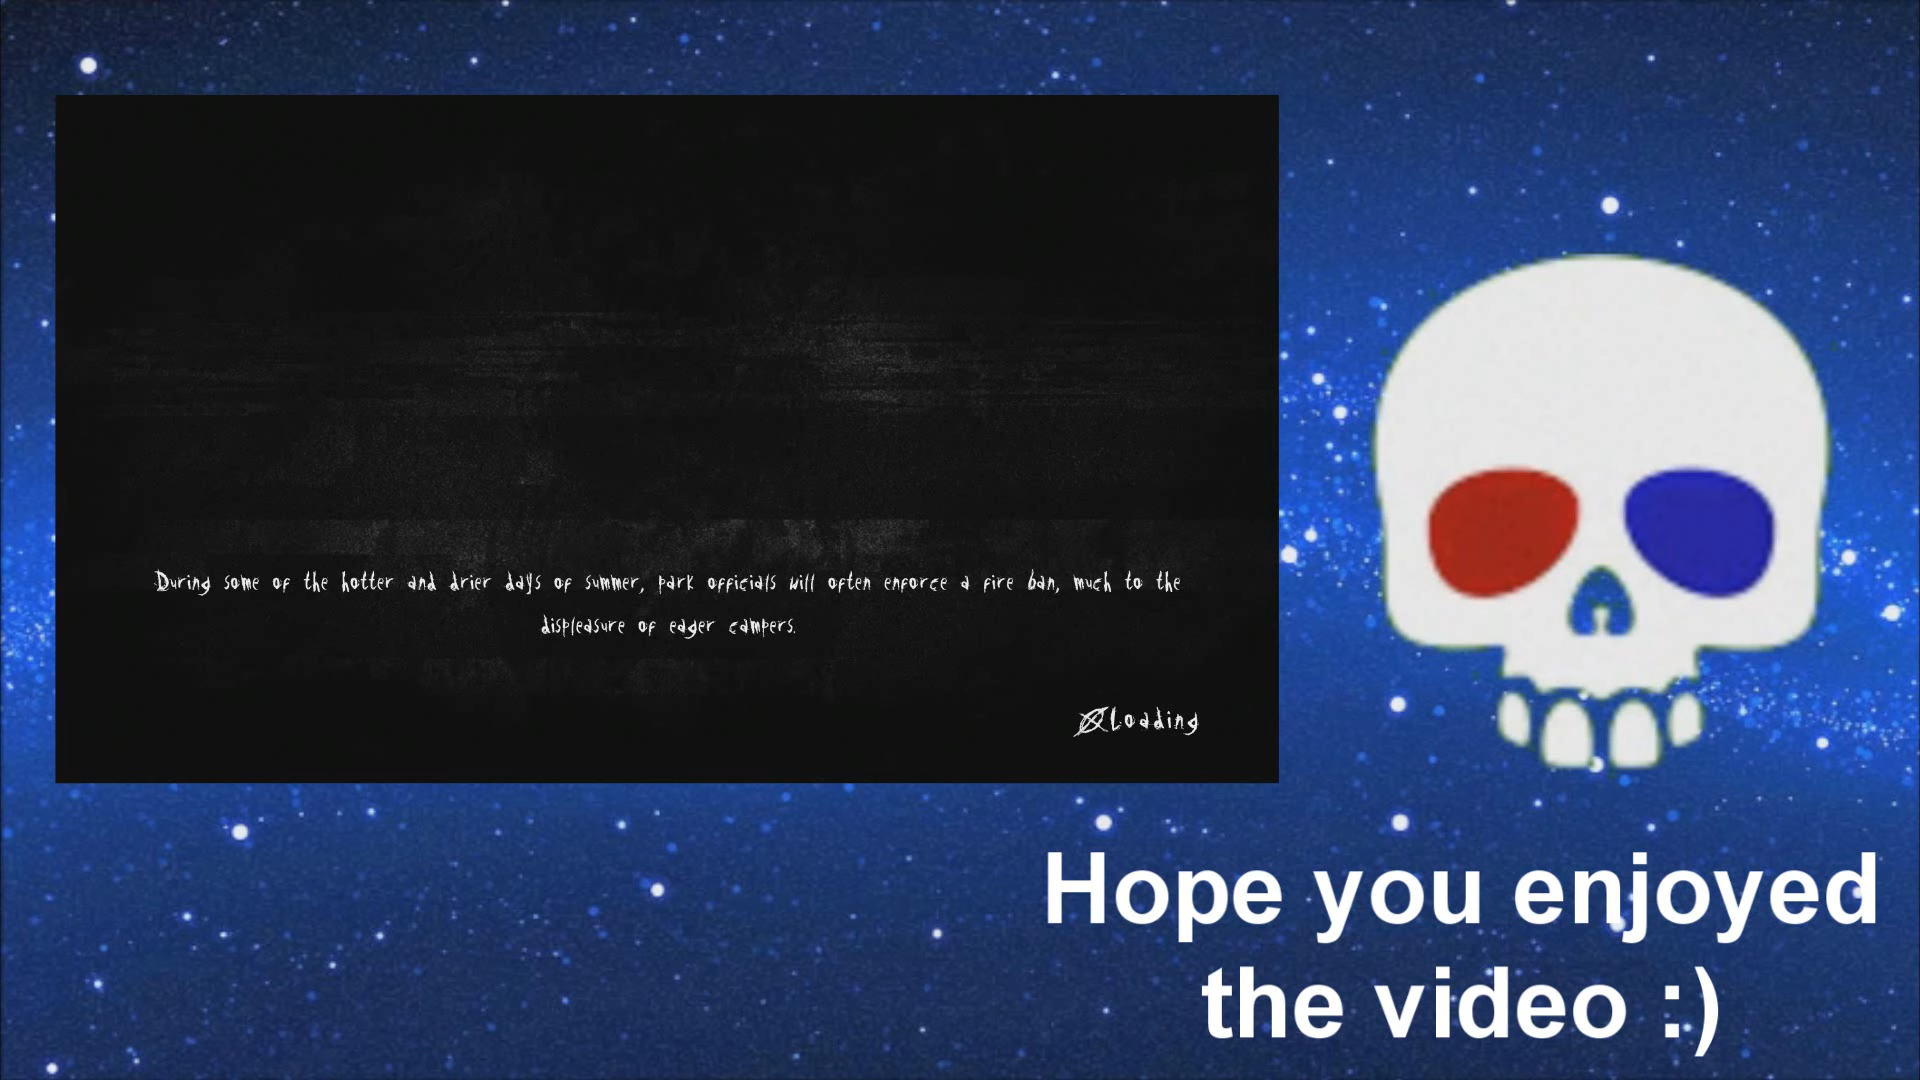 During some of the hotter and drier days of summer, park officials will often enforce a fire ban, much to the
displeasure of eager campers.
Loading
Hope you enjoyed
the video :)